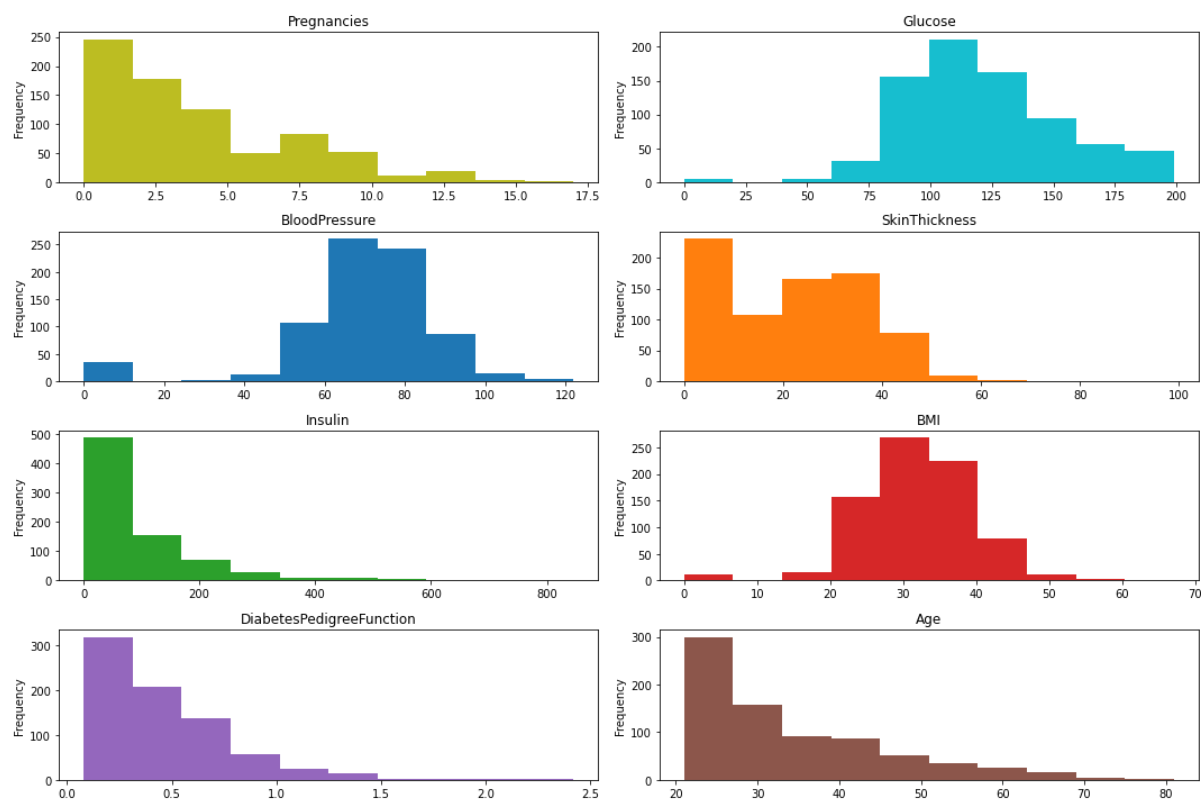 Pregnancies
Frequency
250
200
150
100
50
0
0.0 2.5 5.0 7.5 10.0 12.5 15.0 17.5
Glucose
Frequency
200
150
100
50
0
0 25 50 75 100 125 150 175 200
BloodPressure
Frequency
250
200
150
100
50
0
0 20 40 60 80 100 120
SkinThickness
Frequency
200
150
100
50
0
0 20 40 60 80 100
Insulin
Frequency
500
400
300
200
100
0
0 200 400 600 800
BMI
Frequency
250
200
150
100
50
0
0 10 20 30 40 50 60 70
DiabetesPedigreeFunction
Frequency
300
200
100
0
0.0 0.5 1.0 1.5 2.0 2.5
Age
Frequency
300
200
100
0
20 30 40 50 60 70 80